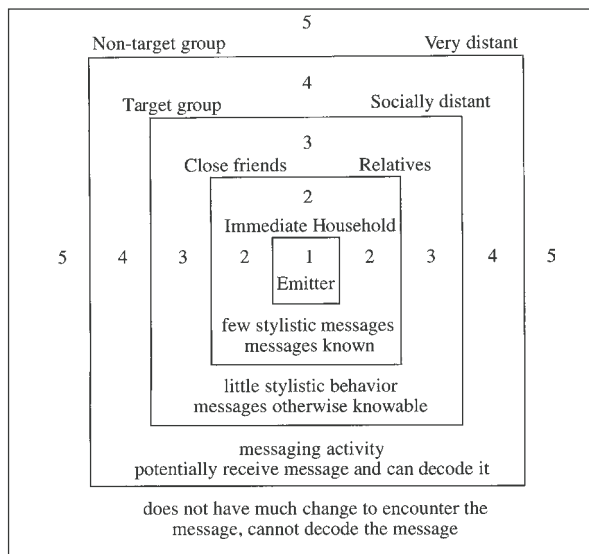 5
Non-target group Very distant
4
Target group Socially distant
3
Close friends Relatives
2
Immediate Household
5 4 3 2 1 2 3 4 5
Emitter
few stylistic messages
messages known
little stylistic behavior
messages otherwise knowable
messaging activity
potentially receive message and can decode it
does not have much change to encounter the
message, cannot decode the message